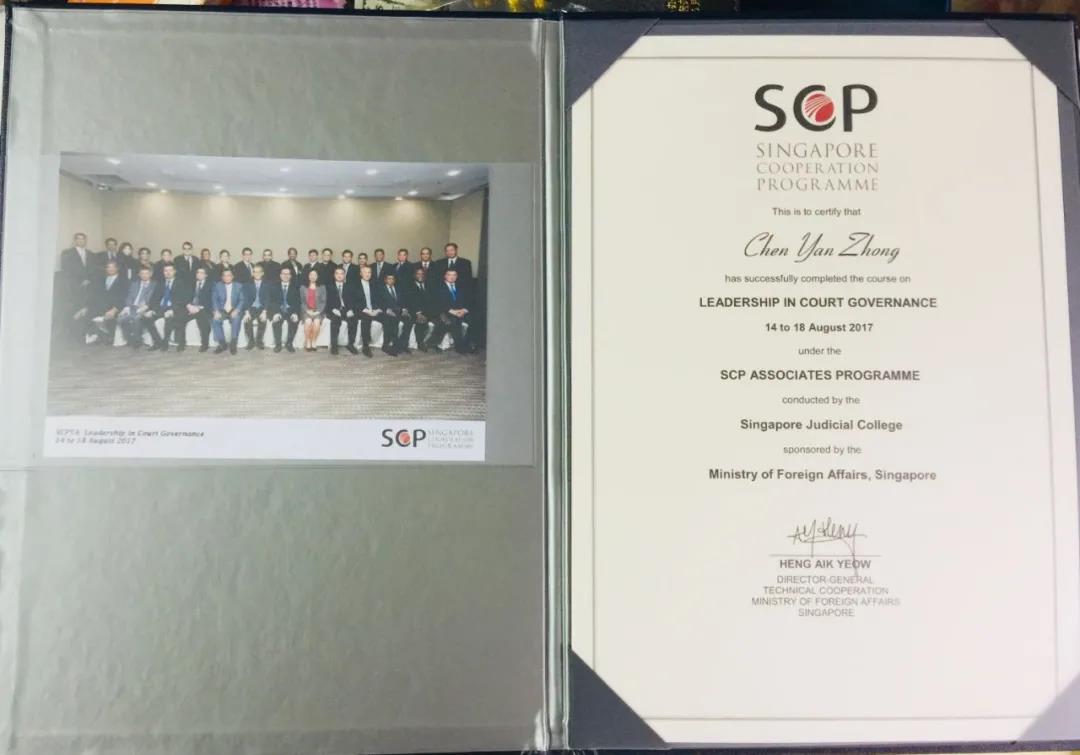 SCPTA: Leadership in Court Governance
14 to 18 August 2017
SCP
SINGAPORE
COOPERATION
PROGRAMME
SCP
SINGAPORE
COOPERATION
PROGRAMME
This is to certify that
Chen Yan Zhong
has successfully completed the course on
LEADERSHIP IN COURT GOVERNANCE
14 to 18 August 2017
under the
SCP ASSOCIATES PROGRAMME
conducted by the
Singapore Judicial College
sponsored by the
Ministry of Foreign Affairs, Singapore
HENG AIK YEOW
DIRECTOR-GENERAL
TECHNICAL COOPERATION
MINISTRY OF FOREIGN AFFAIRS
SINGAPORE